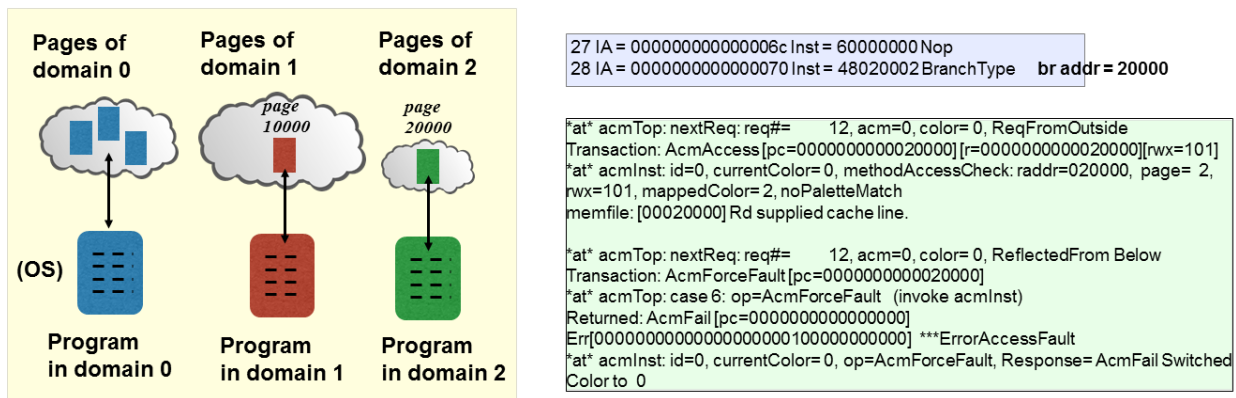 Pages of
domain 0
Pages of
domain 1
Pages of
domain 2
page
10000
page
20000
(OS)
Program
in domain 0
Program
in domain 1
Program
in domain 2
27 IA = 000000000000006c Inst = 60000000 Nop
28 IA = 0000000000000070 Inst = 48020002 BranchType br addr = 20000
*at* acmTop: nextReq: req#= 12, acm=0, color= 0, ReqFromOutside
Transaction: AcmAccess [pc=0000000000020000] [r=0000000000020000][rwx=101]
*at* acmInst: id=0, currentColor= 0, methodAccessCheck: raddr=020000, page= 2,
rwx=101, mappedColor= 2, noPaletteMatch
memfile: [00020000] Rd supplied cache line.
*at* acmTop: nextReq: req#= 12, acm=0, color= 0, ReflectedFrom Below
Transaction: AcmForceFault [pc=0000000000020000]
*at* acmTop: case 6: op=AcmForceFault (invoke acmInst)
Returned: AcmFail [pc=0000000000000000]
Err[00000000000000000000100000000000] ***ErrorAccessFault
*at* acmInst: id=0, currentColor= 0, op=AcmForceFault, Response= AcmFail Switched
Color to 0